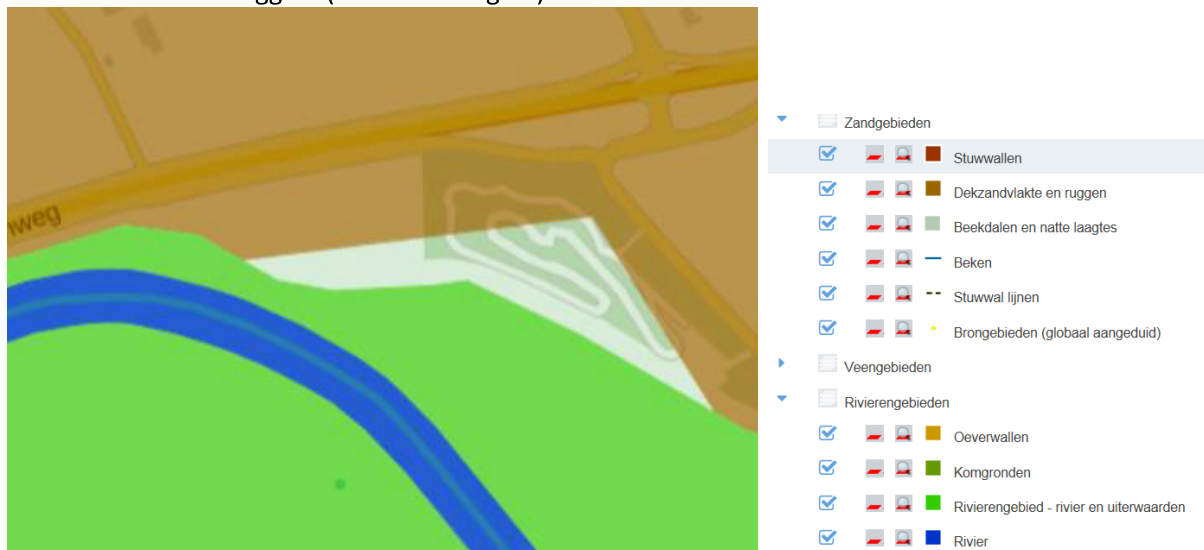 nweg
Zandgebieden
Stuwwallen
Dekzandvlakte en ruggen
Beekdalen en natte laagtes
Beken
Stuwwal lijnen
Brongebieden (globaal aangeduid)
Veengebieden
Rivierengebieden
Oeverwallen
Komgronden
Rivierengebied - rivier en uiterwaarden
Rivier